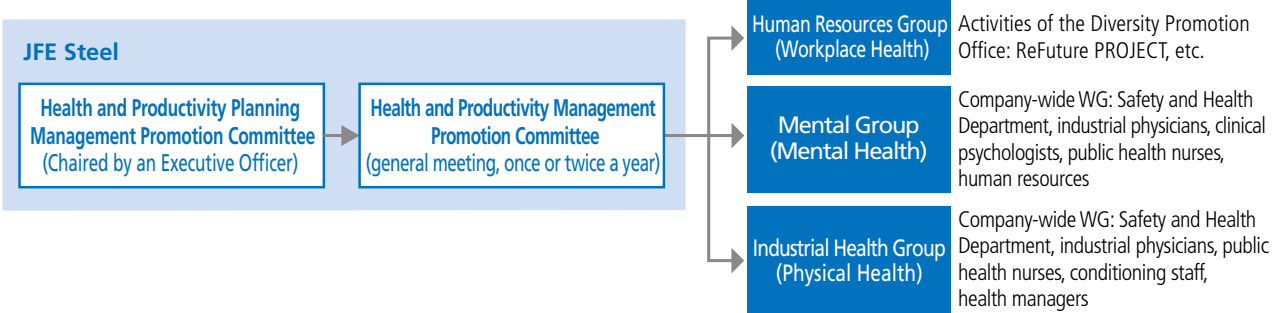 JFE Steel
Health and Productivity Planning
Management Promotion Committee
(Chaired by an Executive Officer)
Health and Productivity Management
Promotion Committee
(general meeting, once or twice a year)
Human Resources Group
(Workplace Health)
Activities of the Diversity Promotion
Office: ReFuture PROJECT, etc.
Mental Group
(Mental Health)
Company-wide WG: Safety and Health
Department, industrial physicians, clinical
psychologists, public health nurses,
human resources
Industrial Health Group
(Physical Health)
Company-wide WG: Safety and Health
Department, industrial physicians, public
health nurses, conditioning staff,
health managers